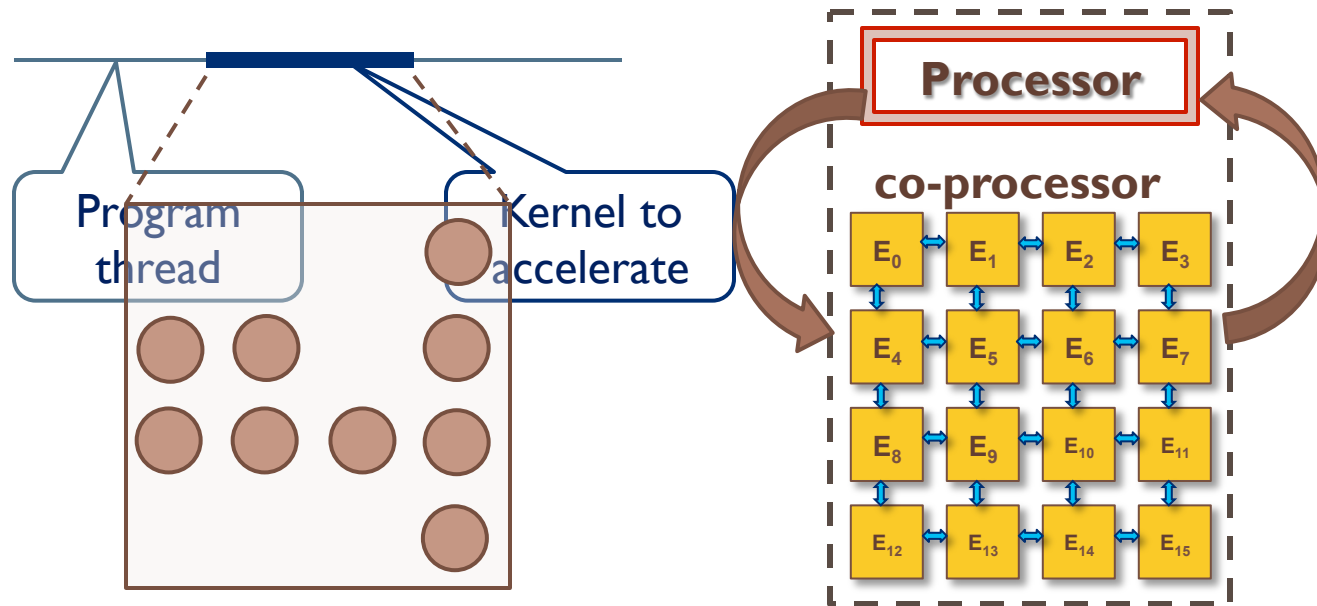 Program
thread
Kernel to
accelerate
Processor
co-processor
E₀ E₁ E₂ E₃
E₄ E₅ E₆ E₇
E₈ E₉ E₁₀ E₁₁
E₁₂ E₁₃ E₁₄ E₁₅